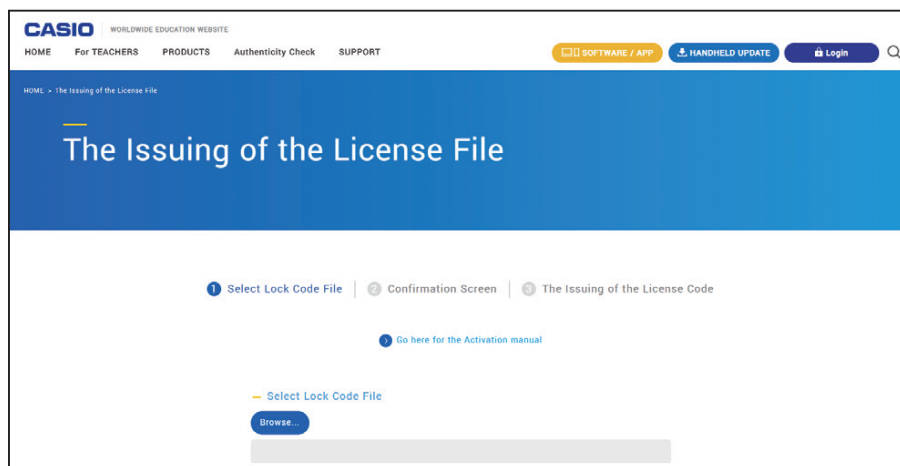 CASIO WORLDWIDE EDUCATION WEBSITE
HOME For TEACHERS PRODUCTS Authenticity Check SUPPORT SOFTWARE / APP HANDHELD UPDATE Login
HOME > The Issuing of the License File
The Issuing of the License File
1 Select Lock Code File 2 Confirmation Screen 3 The Issuing of the License Code
Go here for the Activation manual
Select Lock Code File
Browse...